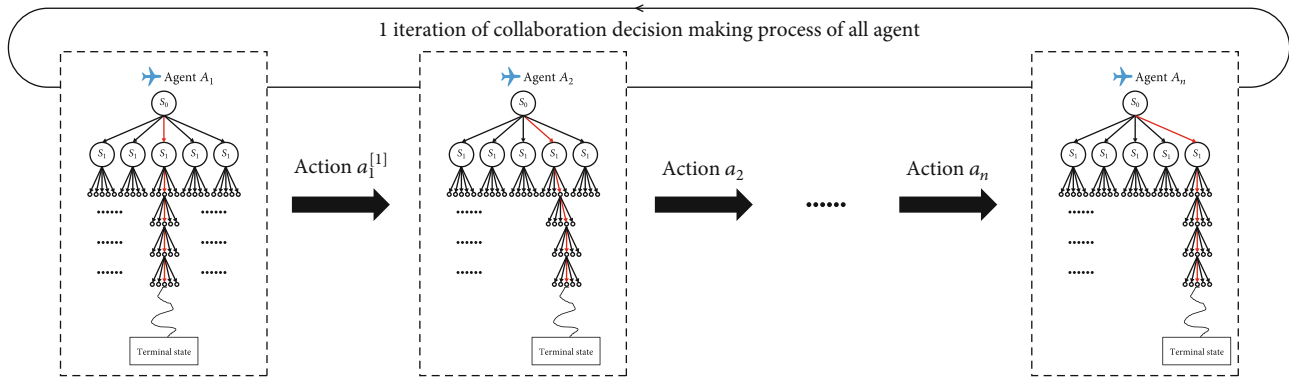 1 iteration of collaboration decision making process of all agent
Agent A₁
S₀
S₁ S₁ S₁ S₁ S₁
...... ......
...... ......
...... ......
Terminal state
Action a₁^[1]
Agent A₂
S₀
S₁ S₁ S₁ S₁ S₁
......
......
......
Terminal state
Action a₂
......
Action aₙ
Agent Aₙ
S₀
S₁ S₁ S₁ S₁ S₁
......
......
......
Terminal state